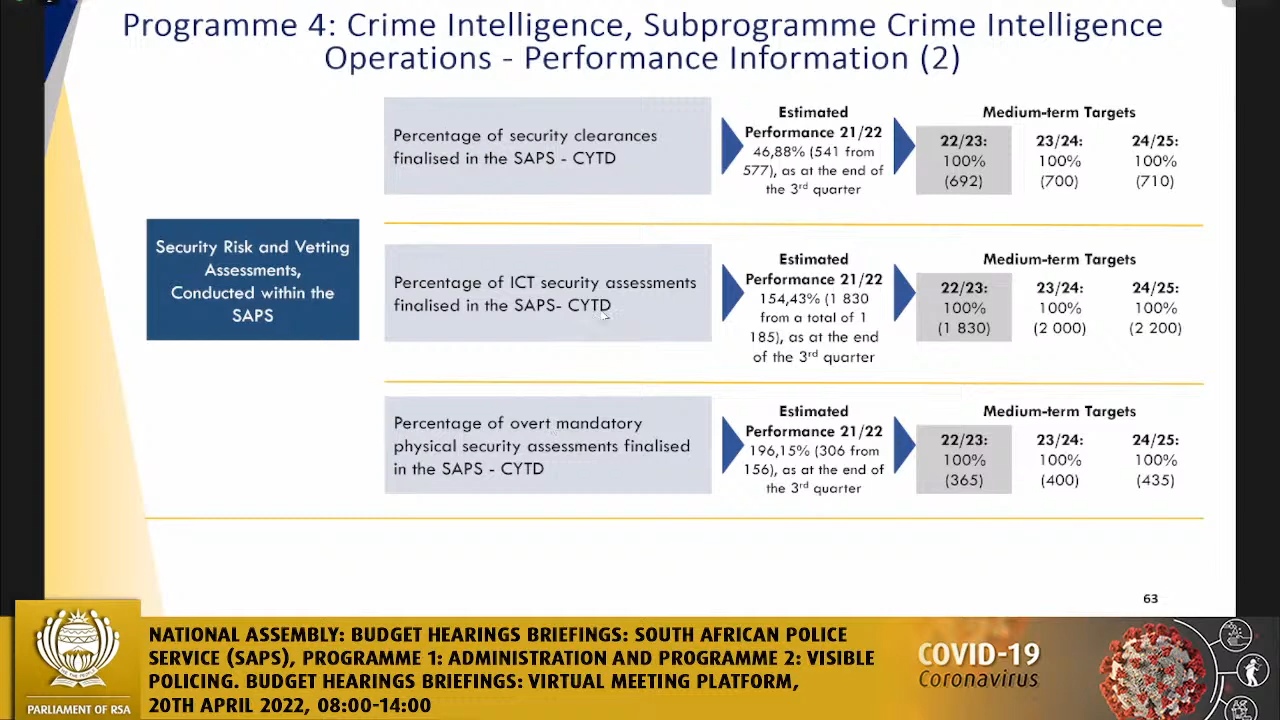 Programme 4: Crime Intelligence, Subprogramme Crime Intelligence
Operations - Performance Information (2)
Security Risk and Vetting
Assessments,
Conducted within the
SAPS
Percentage of security clearances
finalised in the SAPS - CYTD
Estimated
Performance 21/22
46,88% (541 from
577), as at the end of
the 3rd quarter
Medium-term Targets
22/23: 23/24: 24/25:
100% 100% 100%
(692) (700) (710)
Percentage of ICT security assessments
finalised in the SAPS- CYTD
Estimated
Performance 21/22
154,43% (1 830
from a total of 1
185), as at the end
of the 3rd quarter
Medium-term Targets
22/23: 23/24: 24/25:
100% 100% 100%
(1 830) (2 000) (2 200)
Percentage of overt mandatory
physical security assessments finalised
in the SAPS - CYTD
Estimated
Performance 21/22
196,15% (306 from
156), as at the end of
the 3rd quarter
Medium-term Targets
22/23: 23/24: 24/25:
100% 100% 100%
(365) (400) (435)
63
PARLIAMENT OF RSA
NATIONAL ASSEMBLY: BUDGET HEARINGS BRIEFINGS: SOUTH AFRICAN POLICE
SERVICE (SAPS), PROGRAMME 1: ADMINISTRATION AND PROGRAMME 2: VISIBLE
POLICING. BUDGET HEARINGS BRIEFINGS: VIRTUAL MEETING PLATFORM,
20TH APRIL 2022, 08:00-14:00
COVID-19
Coronavirus